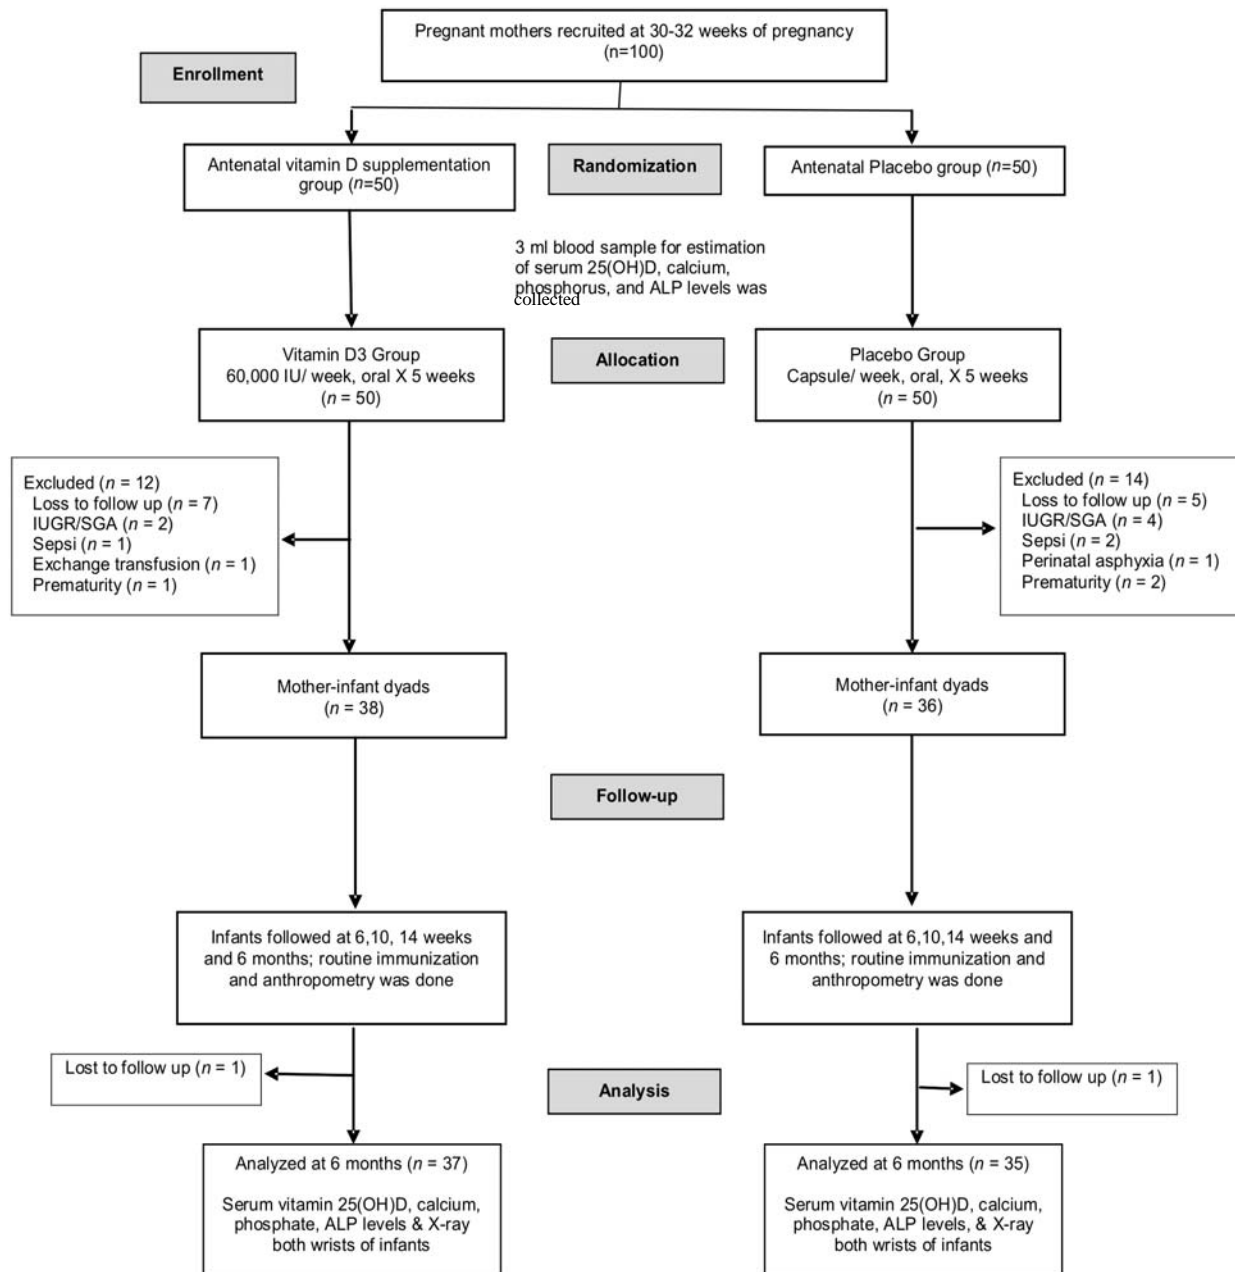 Pregnant mothers recruited at 30-32 weeks of pregnancy
(n=100)
Enrollment
Antenatal vitamin D supplementation
group (n=50)
Randomization
Antenatal Placebo group (n=50)
3 ml blood sample for estimation
of serum 25(OH)D, calcium,
phosphorus, and ALP levels was
collected
Vitamin D3 Group
60,000 IU/ week, oral X 5 weeks
(n = 50)
Allocation
Placebo Group
Capsule/ week, oral, X 5 weeks
(n = 50)
Excluded (n = 12)
Loss to follow up (n = 7)
IUGR/SGA (n = 2)
Sepsi (n = 1)
Exchange transfusion (n = 1)
Prematurity (n = 1)
Excluded (n = 14)
Loss to follow up (n = 5)
IUGR/SGA (n = 4)
Sepsi (n = 2)
Perinatal asphyxia (n = 1)
Prematurity (n = 2)
Mother-infant dyads
(n = 38)
Mother-infant dyads
(n = 36)
Follow-up
Infants followed at 6,10, 14 weeks
and 6 months; routine immunization
and anthropometry was done
Infants followed at 6,10,14 weeks and
6 months; routine immunization and
anthropometry was done
Lost to follow up (n = 1)
Analysis
Lost to follow up (n = 1)
Analyzed at 6 months (n = 37)
Serum vitamin 25(OH)D, calcium,
phosphate, ALP levels & X-ray
both wrists of infants
Analyzed at 6 months (n = 35)
Serum vitamin 25(OH)D, calcium,
phosphate, ALP levels, & X-ray
both wrists of infants